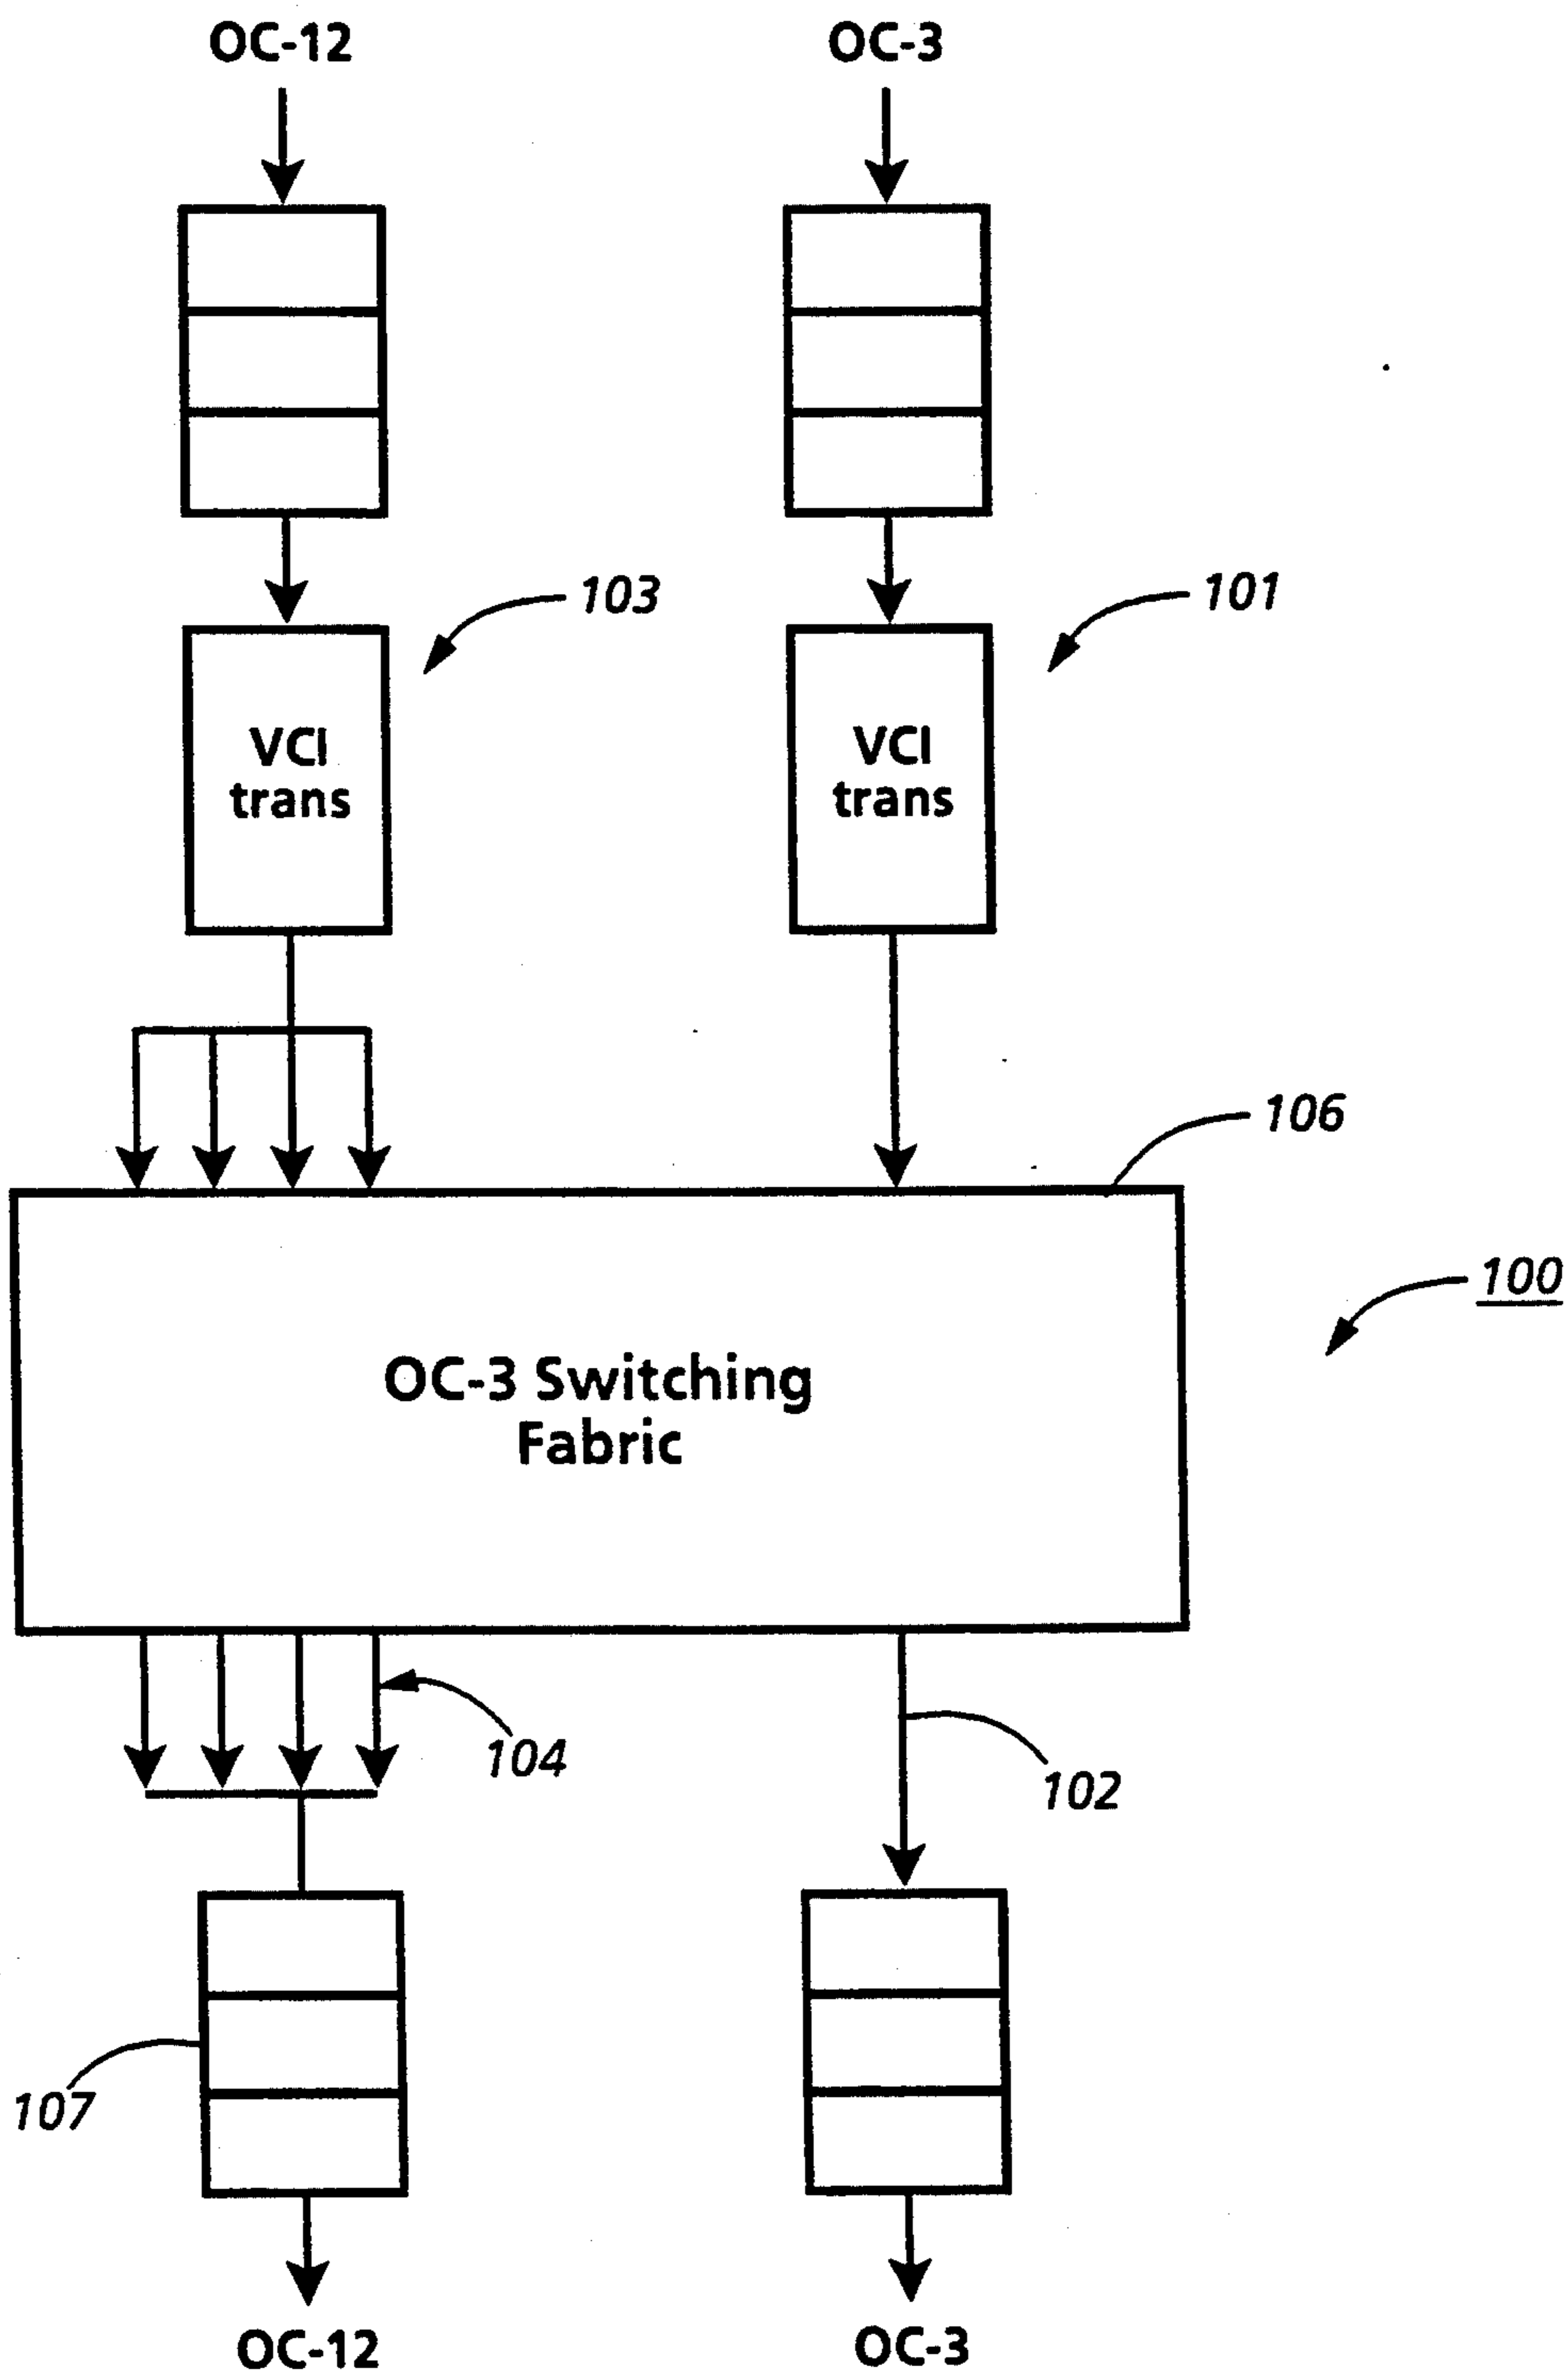 OC-12
OC-3
103
101
VCI
trans
VCI
trans
106
100
OC-3 Switching
Fabric
104
102
107
OC-12
OC-3